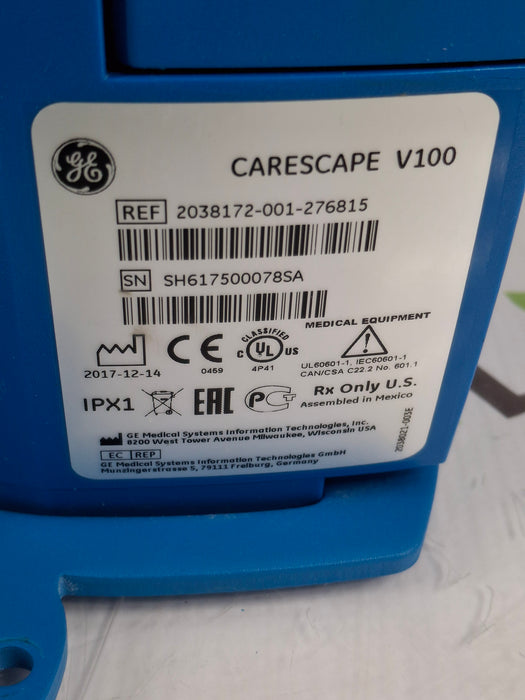 GE
CARESCAPE V100
REF 2038172-001-276815
SN SH617500078SA
2017-12-14
CE 0459
CLASSIFIED
C UL US
4P41
MEDICAL EQUIPMENT
UL60601-1, IEC60601-1
CAN/CSA C22.2 No. 601.1
IPX1
EAC
PCT
Rx Only U.S.
Assembled in Mexico
GE Medical Systems Information Technologies, Inc.
8200 West Tower Avenue Milwaukee, Wisconsin USA
EC REP
GE Medical Systems Information Technologies GmbH
Munzingerstrasse 5, 79111 Freiburg, Germany
2038021-003E